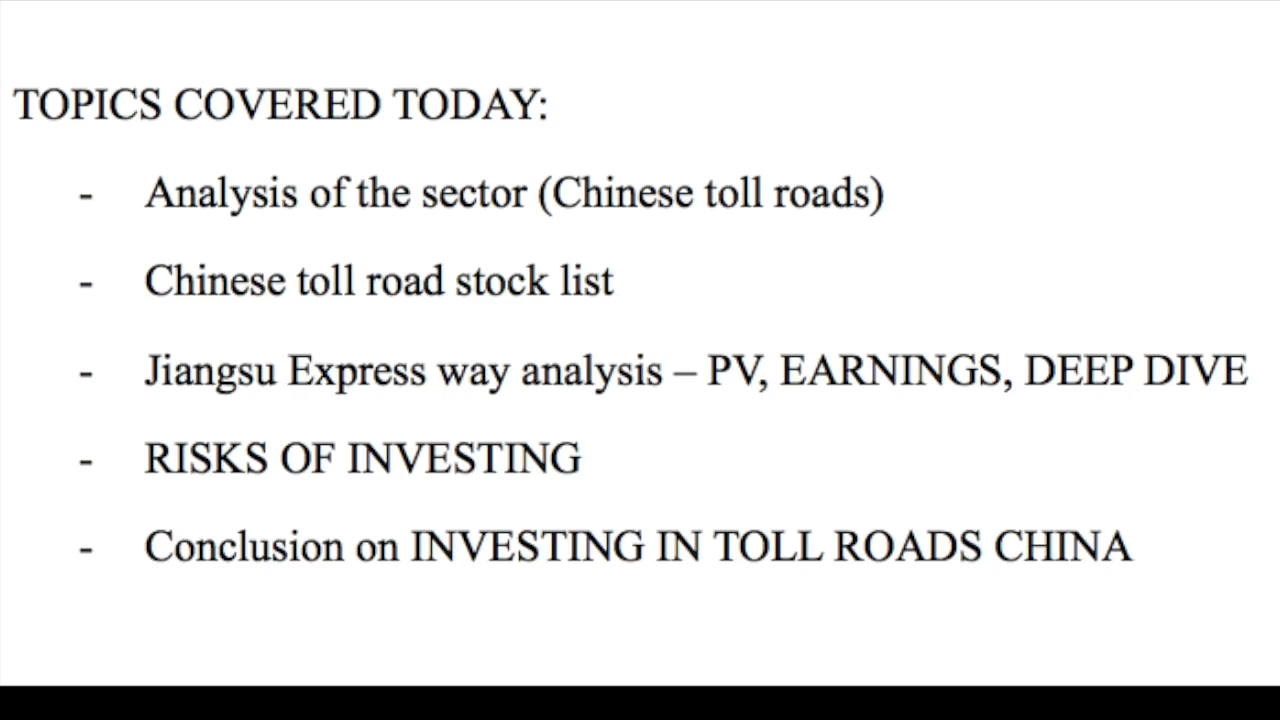 TOPICS COVERED TODAY:
- Analysis of the sector (Chinese toll roads)
- Chinese toll road stock list
- Jiangsu Express way analysis – PV, EARNINGS, DEEP DIVE
- RISKS OF INVESTING
- Conclusion on INVESTING IN TOLL ROADS CHINA